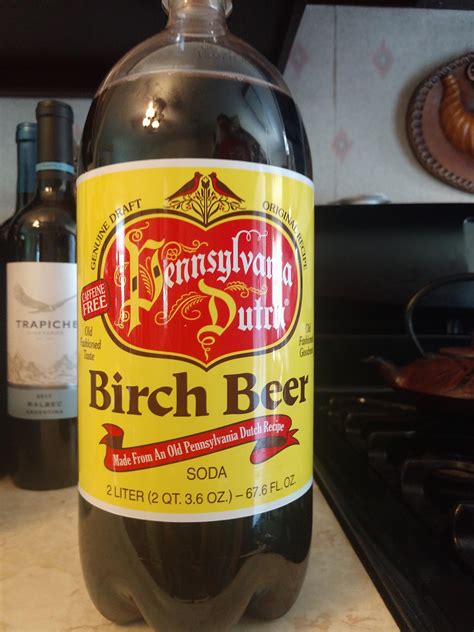 GENUINE DRAFT
ORIGINAL RECIPE
Pennsylvania
Dutch
CAFFEINE
FREE
Old
Fashioned
Taste
Old
Fashioned
Goodness
Birch Beer
Made From An Old Pennsylvania Dutch Recipe
SODA
2 LITER (2 QT. 3.6 OZ.) – 67.6 FL. OZ.
TRAPICHE
MALBEC
ARGENTINA